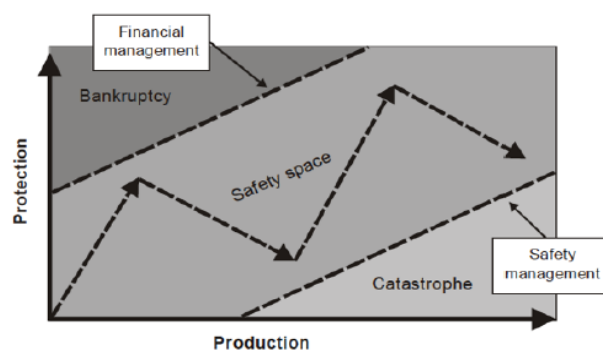 Financial
management
Bankruptcy
Protection
Safety space
Safety
management
Catastrophe
Production